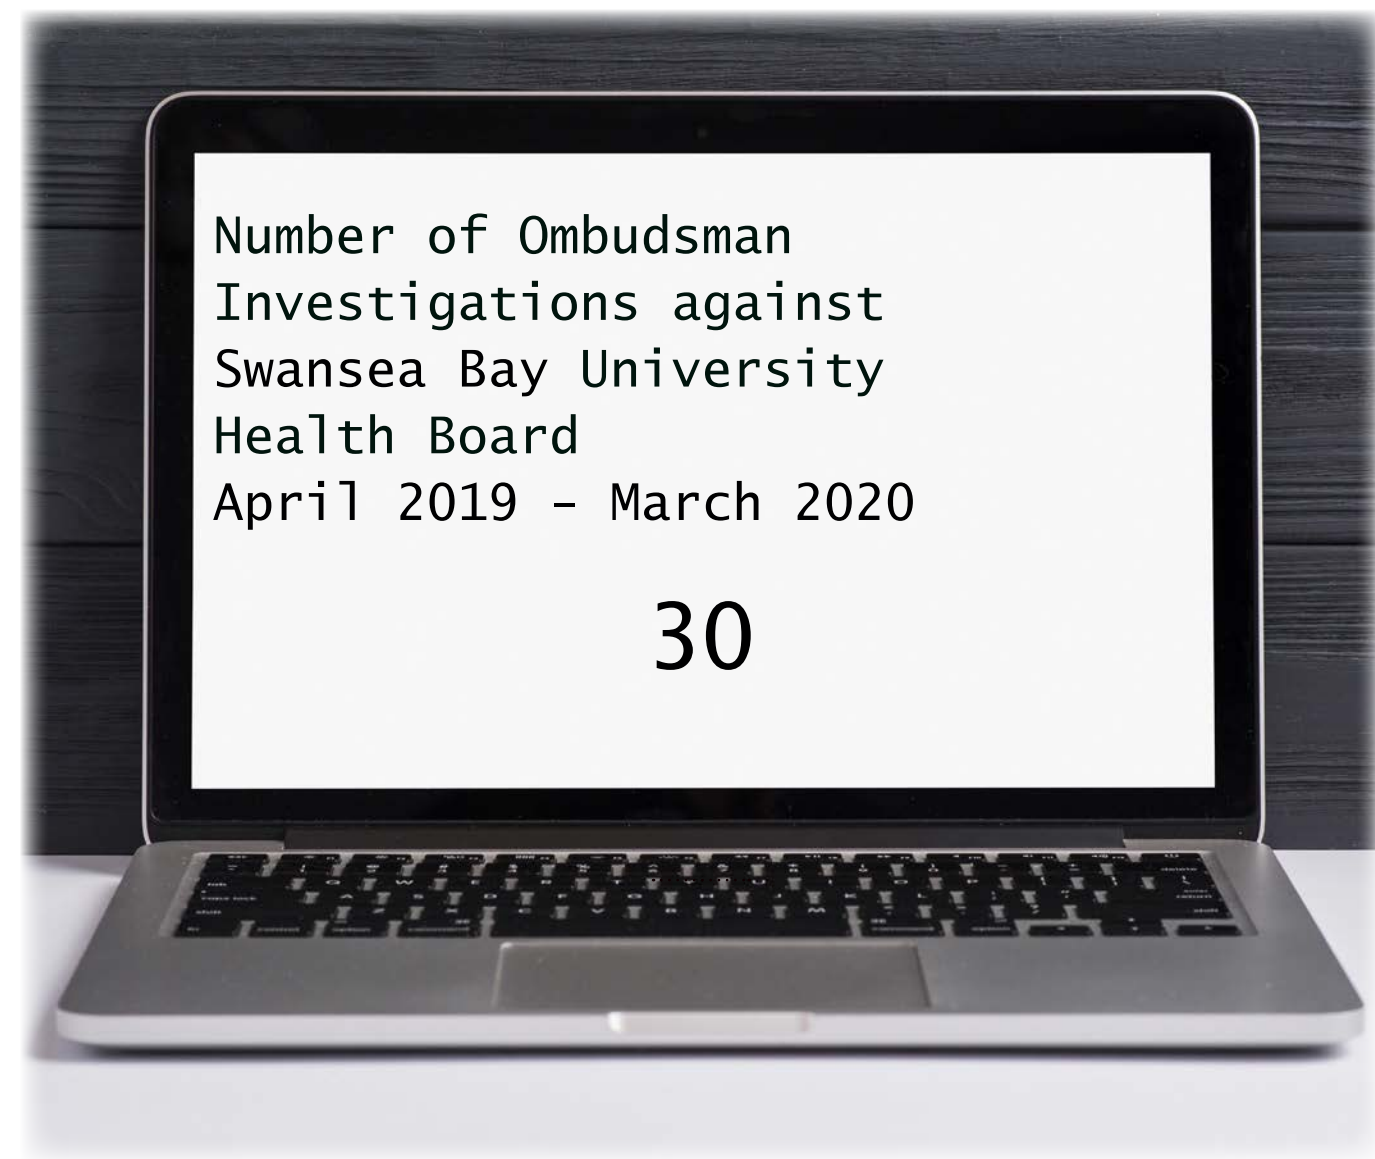 Number of Ombudsman
Investigations against
Swansea Bay University
Health Board
April 2019 – March 2020
30